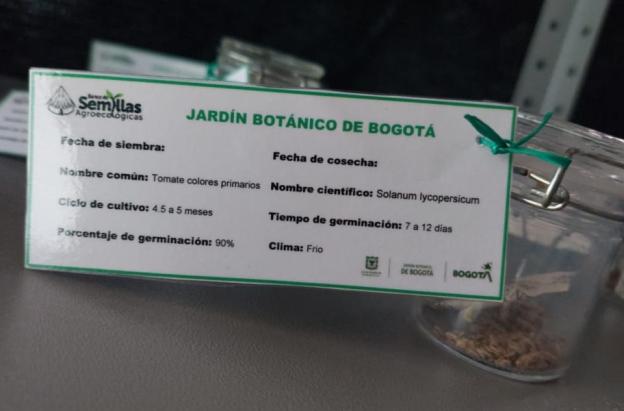 Banco de
Semillas
Agroecológicas
JARDÍN BOTÁNICO DE BOGOTÁ
Fecha de siembra:
Fecha de cosecha:
Nombre común: Tomate colores primarios
Nombre científico: Solanum lycopersicum
Ciclo de cultivo: 4.5 a 5 meses
Tiempo de germinación: 7 a 12 días
Porcentaje de germinación: 90%
Clima: Frio
JARDÍN BOTÁNICO
DE BOGOTÁ
BOGOTÁ